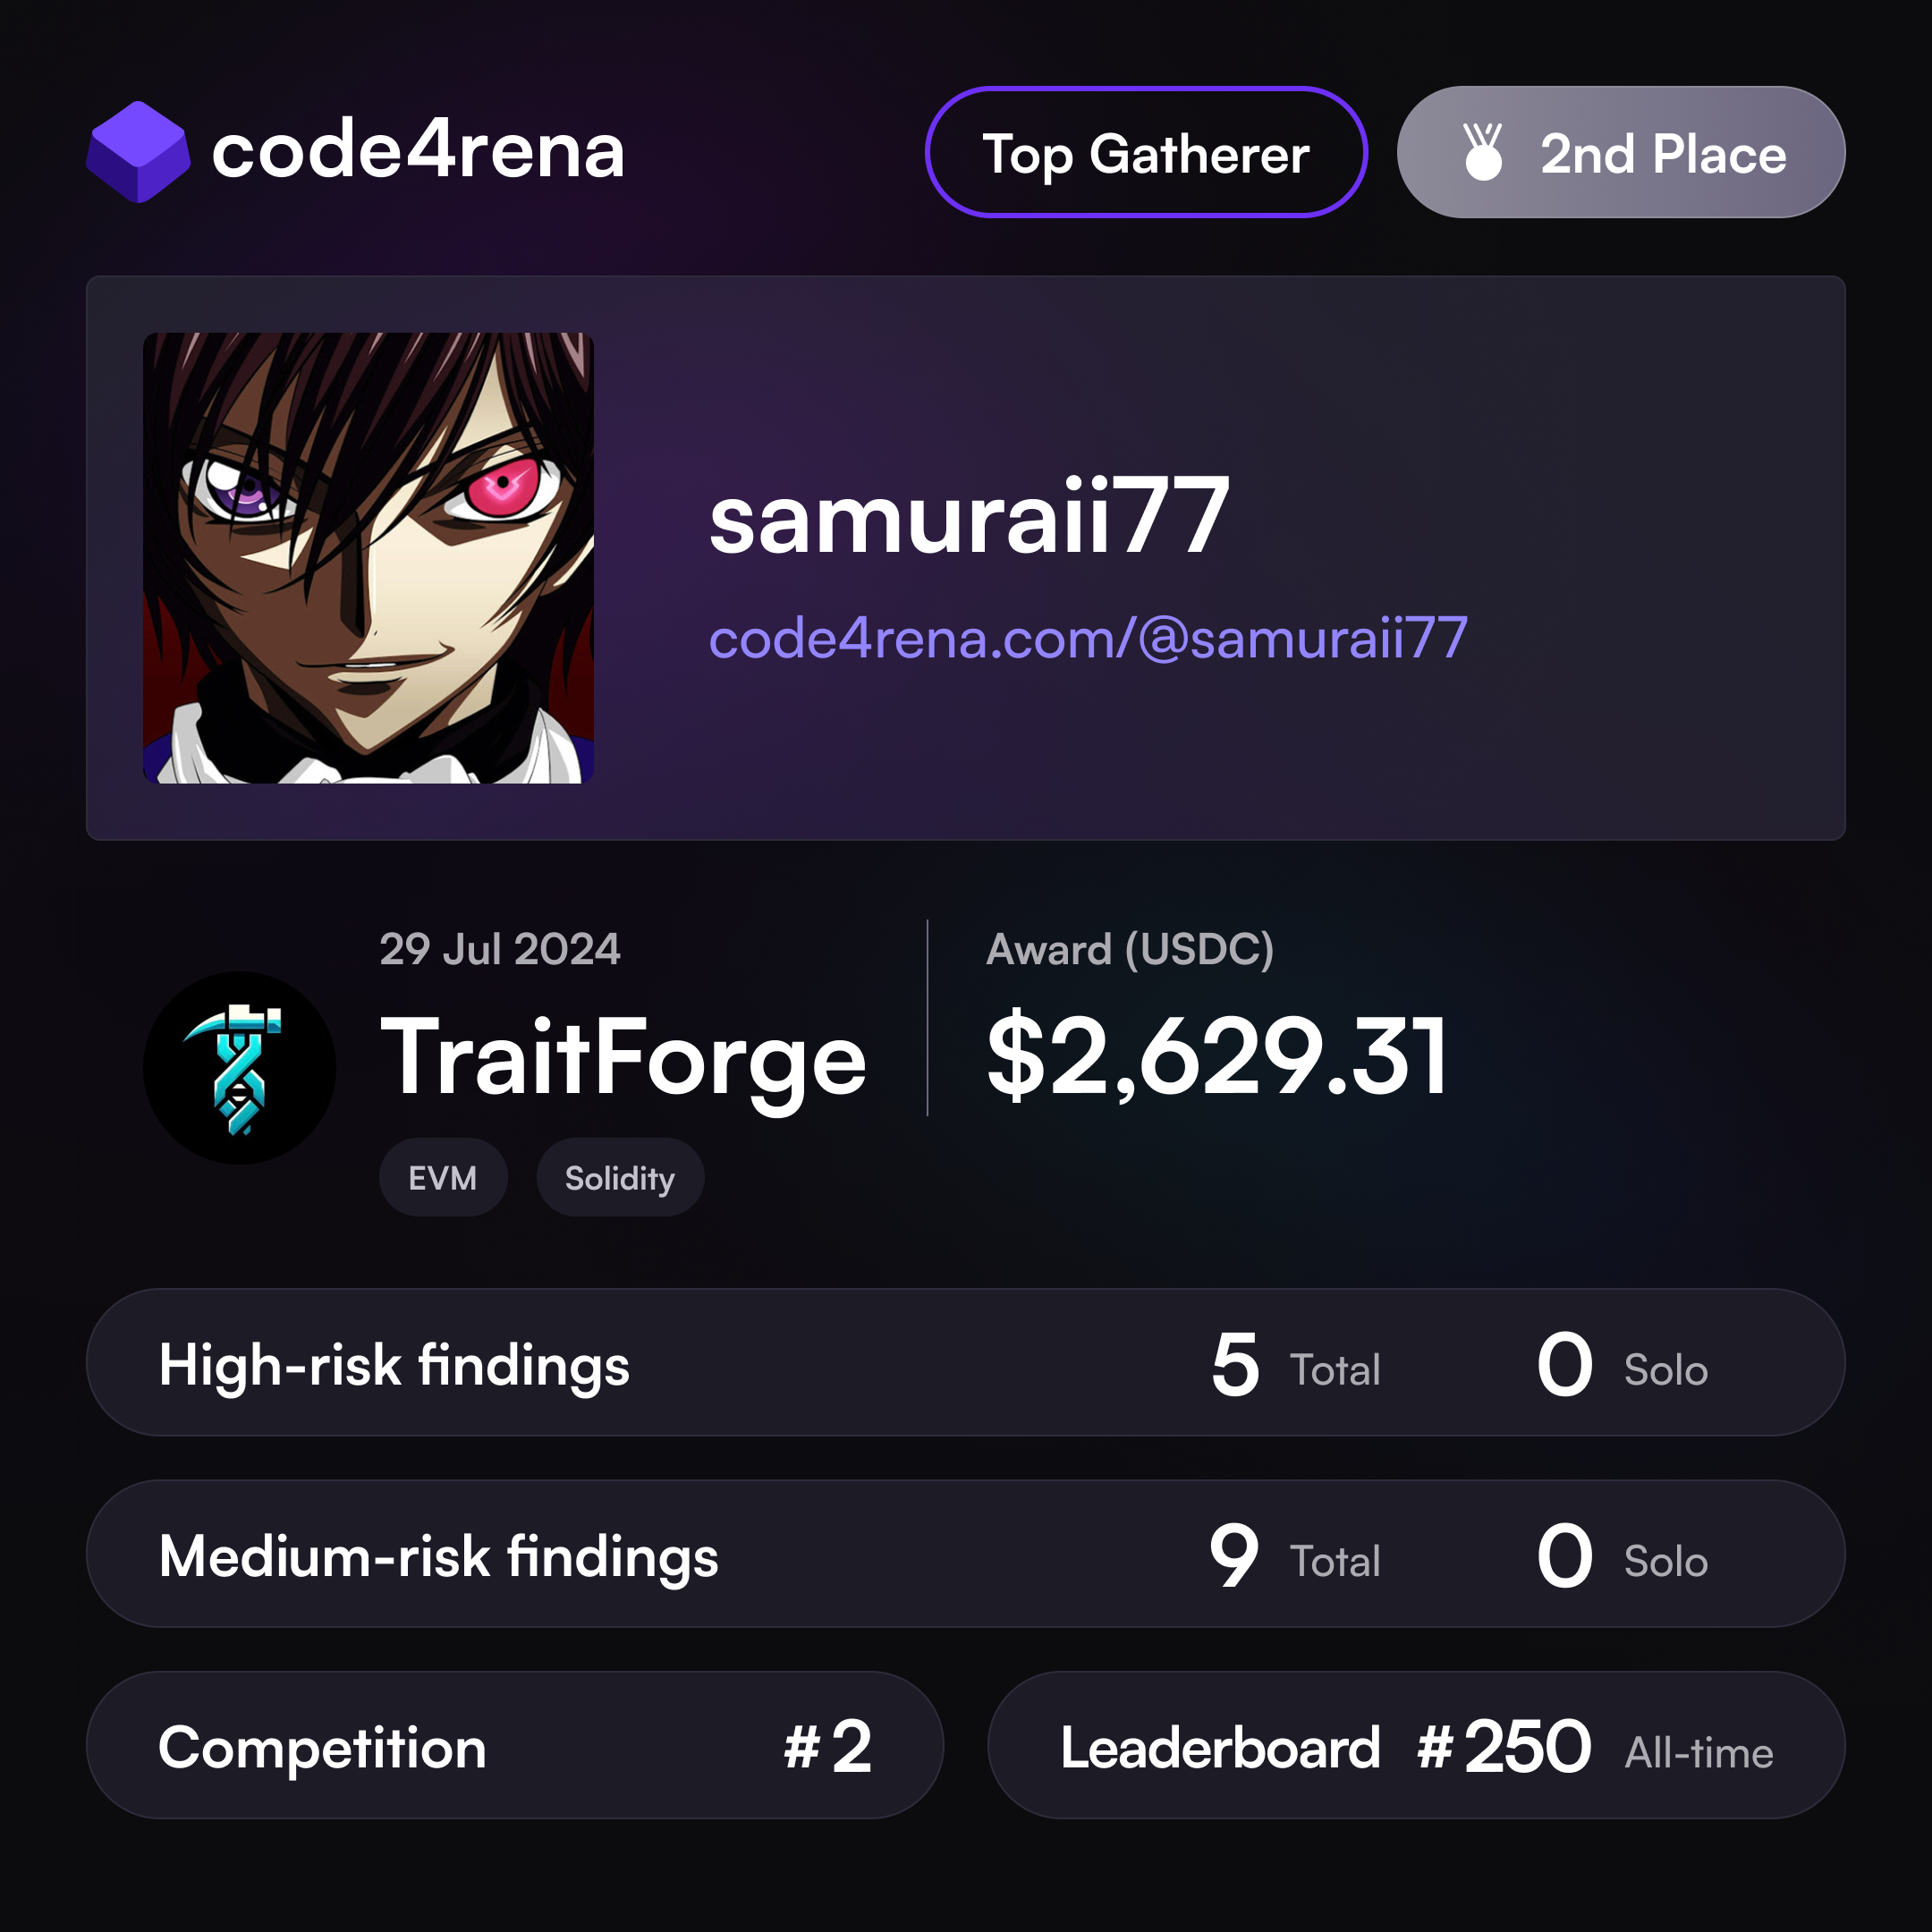 code4rena
Top Gatherer
2nd Place
samuraii77
code4rena.com/@samuraii77
29 Jul 2024
TraitForge
EVM
Solidity
Award (USDC)
$2,629.31
High-risk findings 5 Total 0 Solo
Medium-risk findings 9 Total 0 Solo
Competition #2
Leaderboard #250 All-time